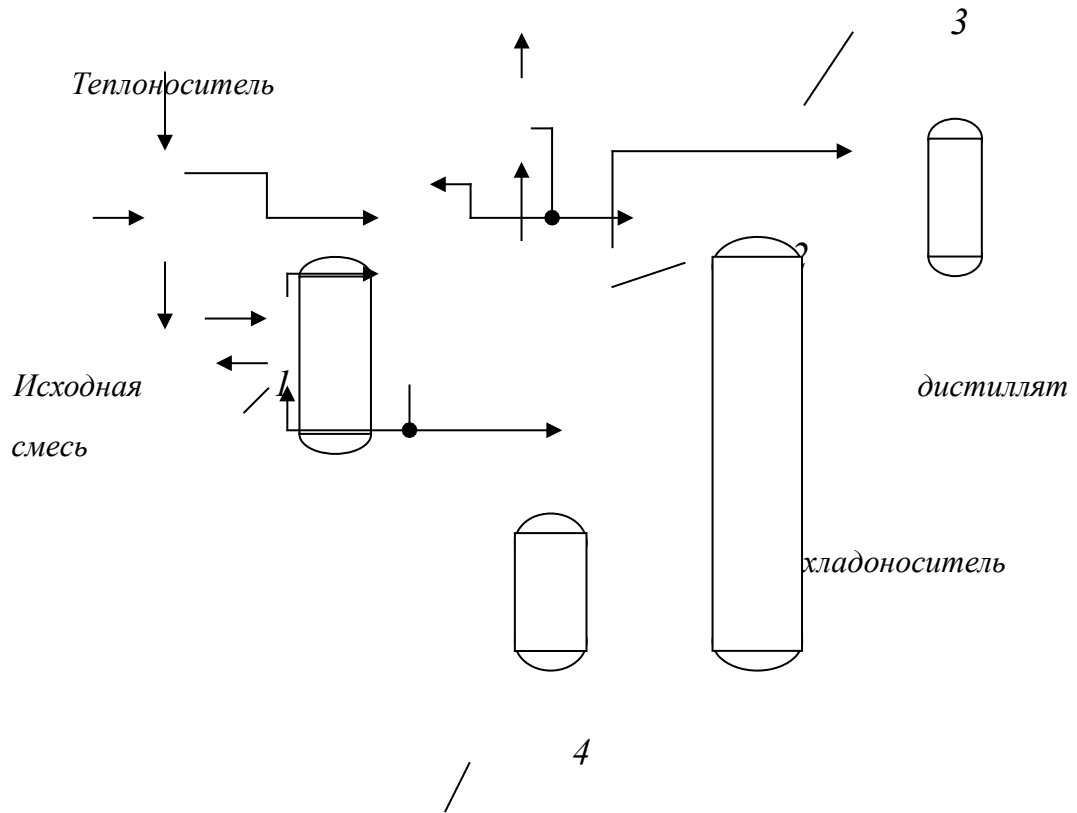 3
Теплоноситель
2
Исходная
1
дистиллят
смесь
хладоноситель
4